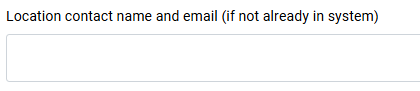 Location contact name and email (if not already in system)